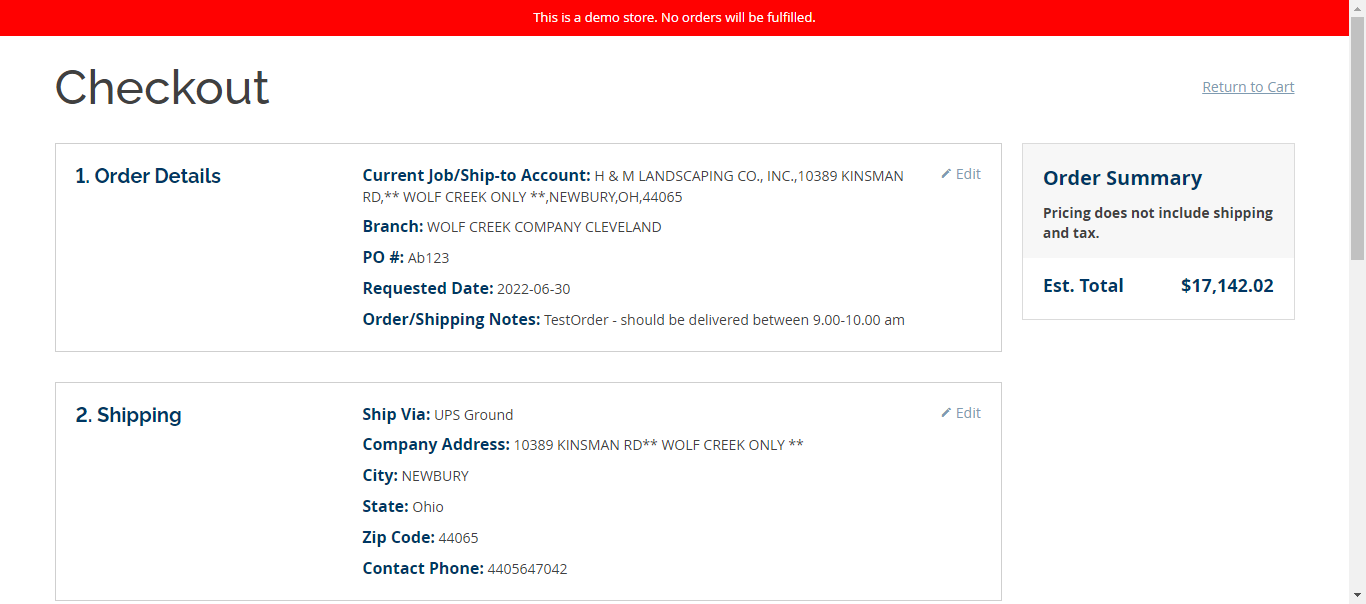 This is a demo store. No orders will be fulfilled.
Checkout
Return to Cart
1. Order Details
Current Job/Ship-to Account: H & M LANDSCAPING CO., INC.,10389 KINSMAN
RD,** WOLF CREEK ONLY **,NEWBURY,OH,44065
Edit
Branch: WOLF CREEK COMPANY CLEVELAND
PO #: Ab123
Requested Date: 2022-06-30
Order/Shipping Notes: TestOrder - should be delivered between 9.00-10.00 am
Order Summary
Pricing does not include shipping
and tax.
Est. Total $17,142.02
2. Shipping
Ship Via: UPS Ground
Edit
Company Address: 10389 KINSMAN RD** WOLF CREEK ONLY **
City: NEWBURY
State: Ohio
Zip Code: 44065
Contact Phone: 4405647042